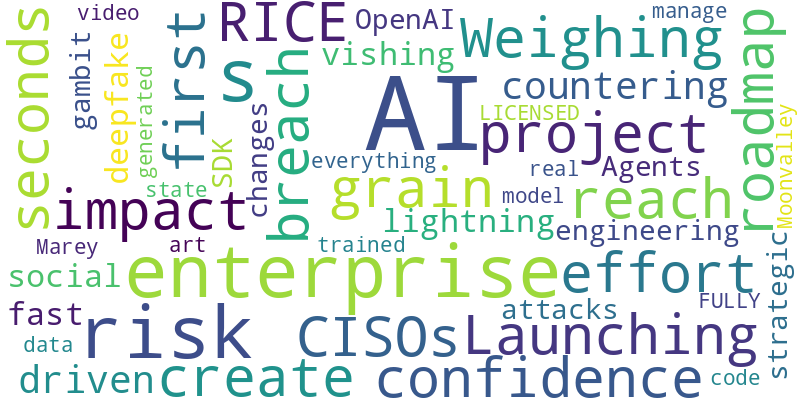 video
RICE
OpenAI
manage
seconds
gambit
deepfake
generated
first
s
vishing
Weighing
countering
roadmap
breach
AI
LICENSED
project
Moonvalley
changes
SDK
everything
real
Agents
state
impact
grain
model
reach
lightning
engineering
Marey
art
trained
social
enterprise
effort
strategic
fast
risk
CISOs
attacks
FULLY
Launching
data
driven
create
confidence
code